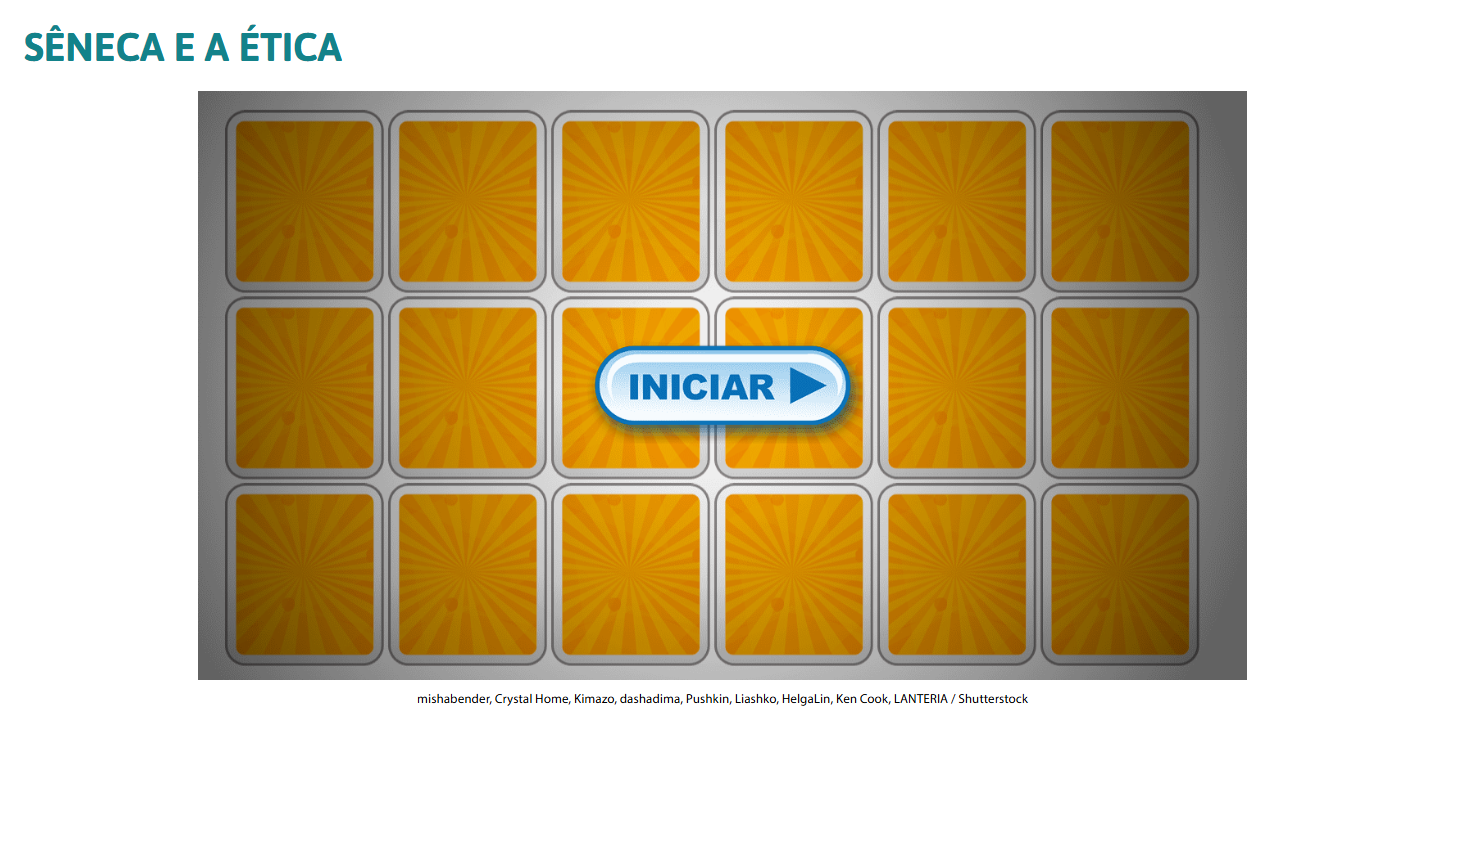 SÊNECA E A ÉTICA
INICIAR
mishabender, Crystal Home, Kimazo, dashadima, Pushkin, Liashko, HelgaLin, Ken Cook, LANTERIA / Shutterstock